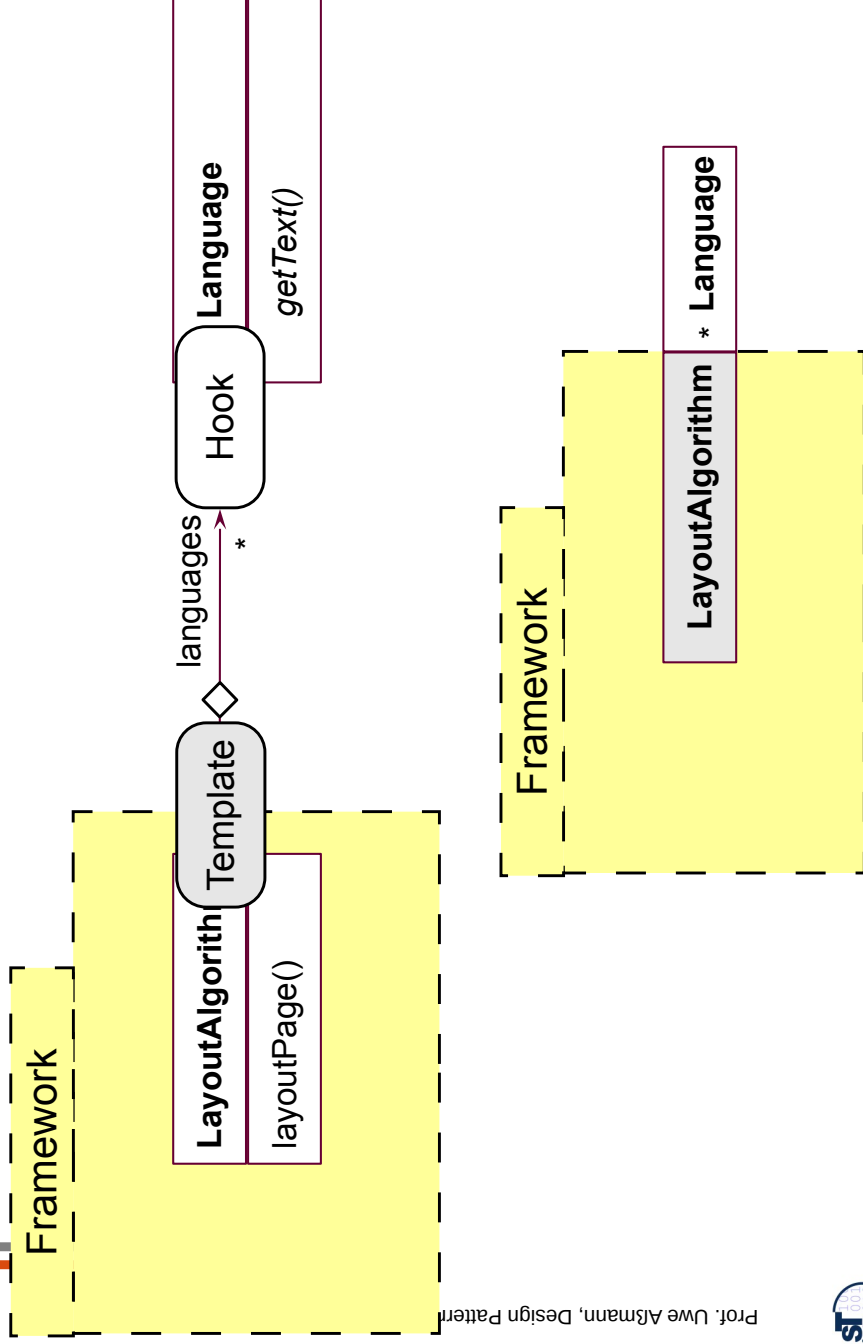 Framework
LayoutAlgorith
Template
layoutPage()
languages
*
Hook
Language
getText()
Framework
LayoutAlgorithm
* Language
Prof. Uwe Aßmann, Design Pattern